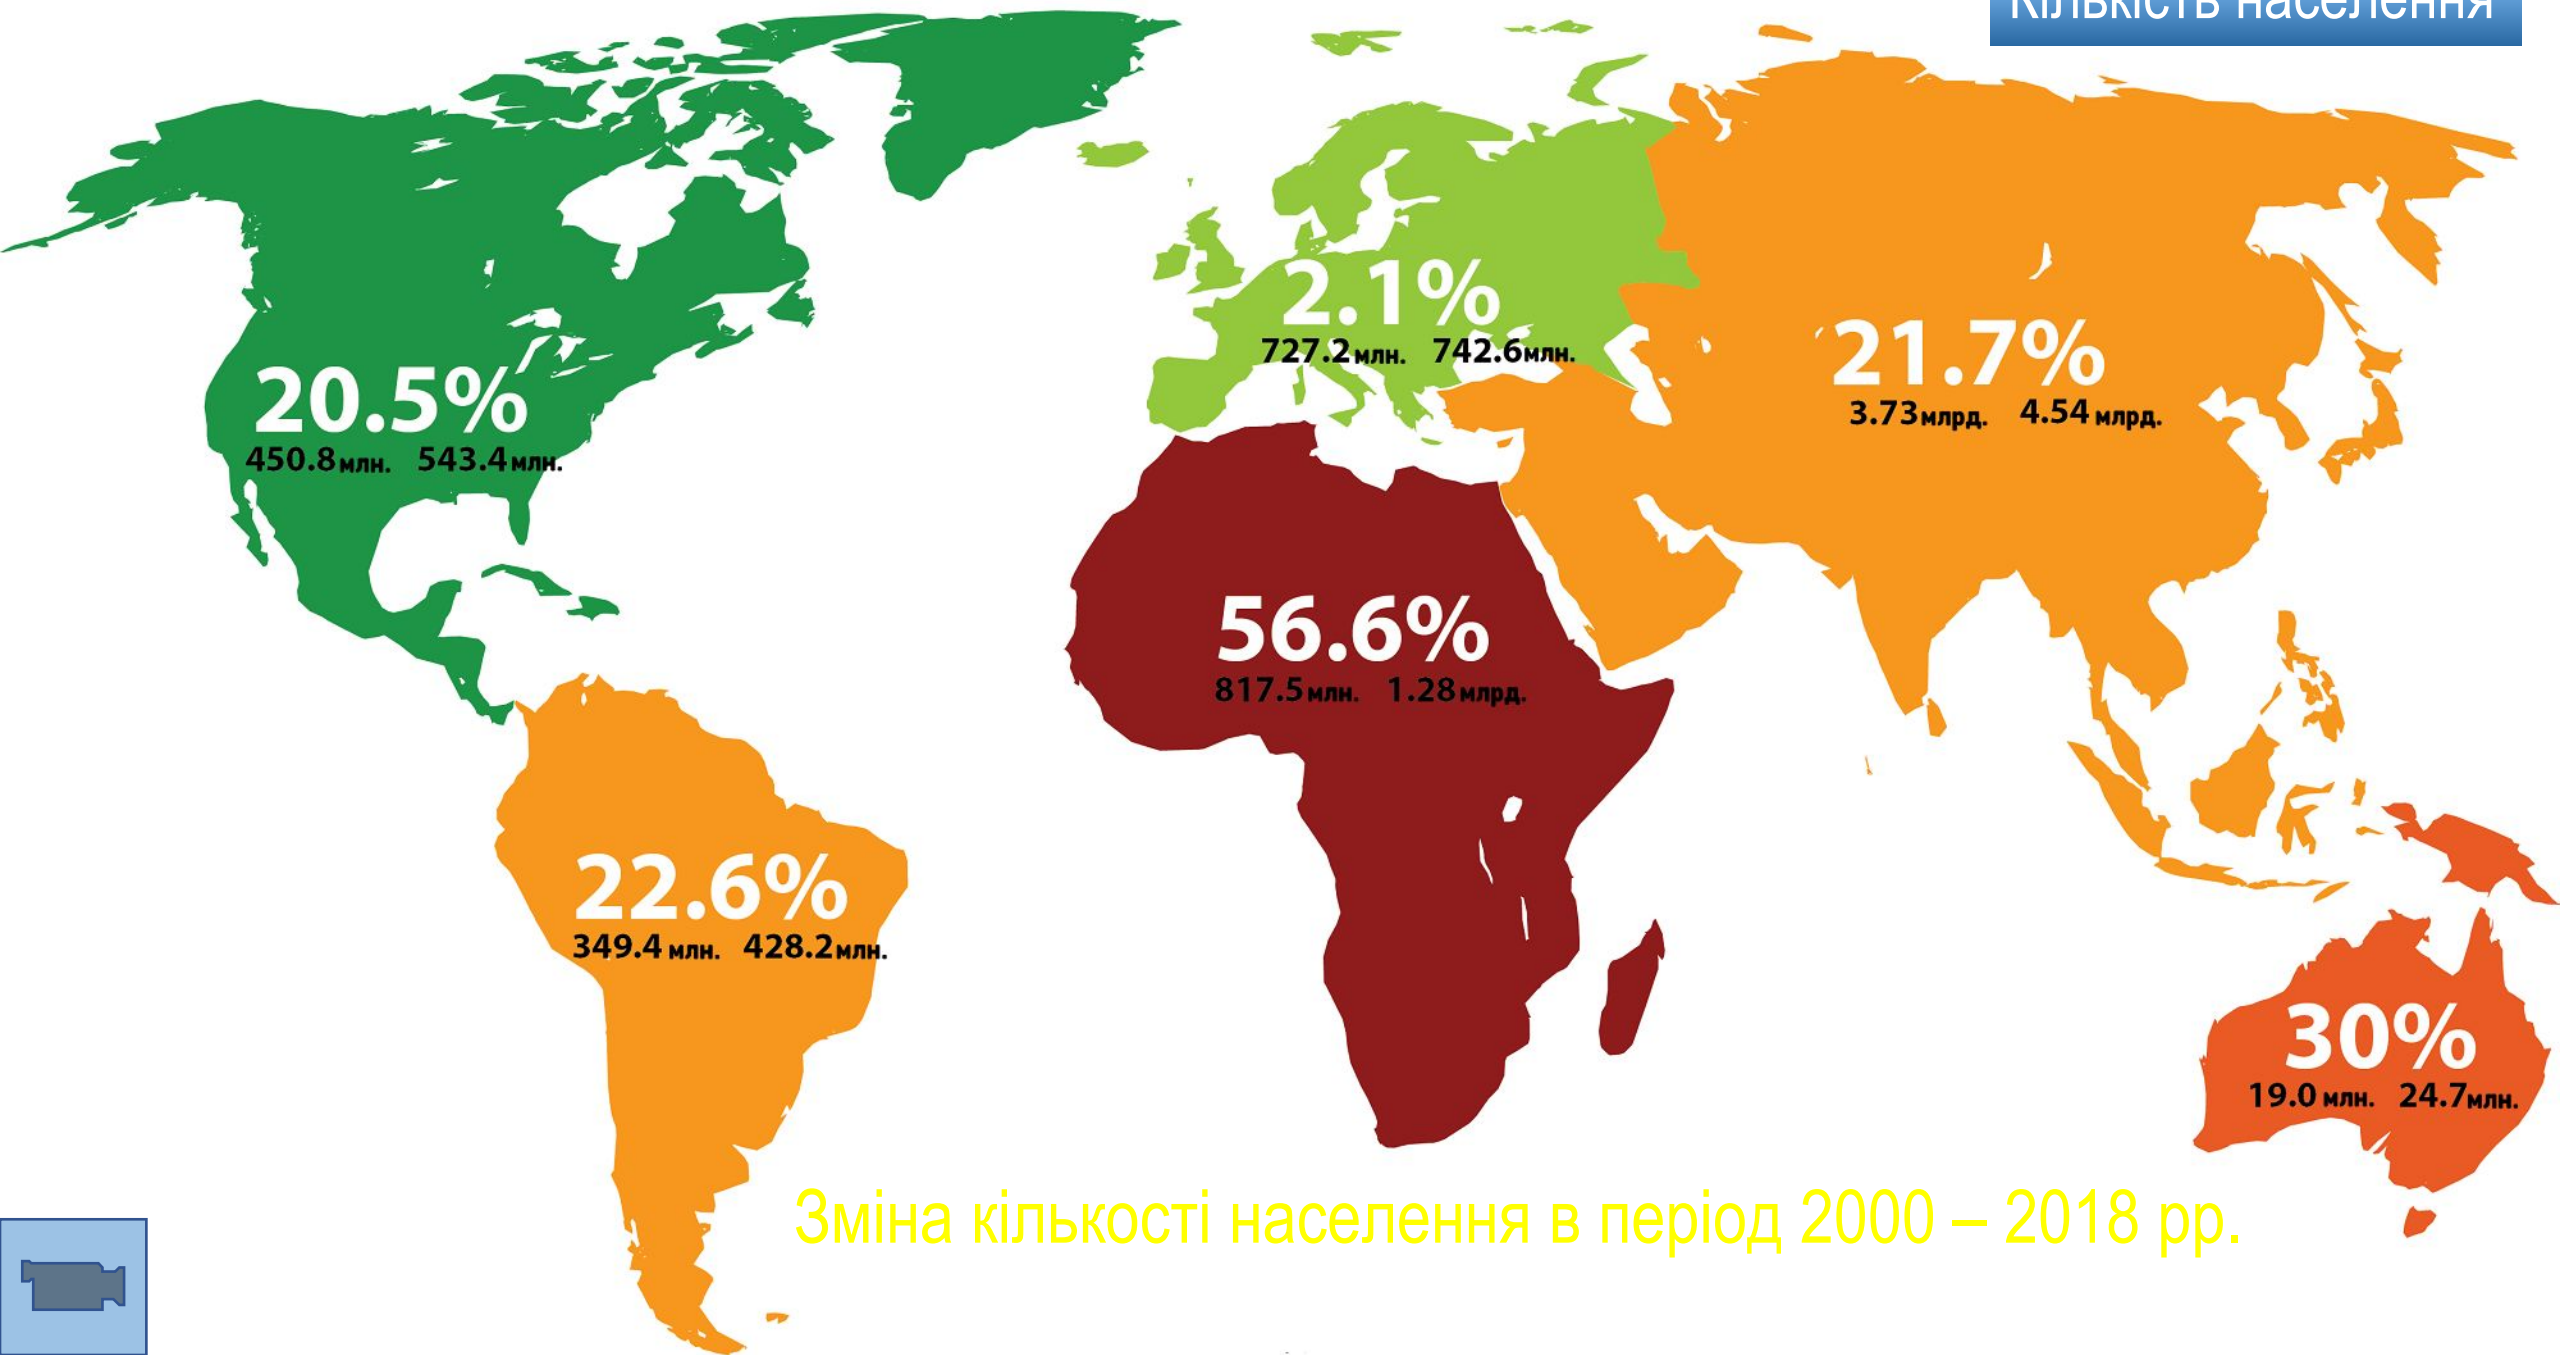 Кількість населення
2.1%
727.2млн. 742.6млн.
21.7%
3.73млрд. 4.54 млрд.
20.5%
450.8млн. 543.4млн.
56.6%
817.5млн. 1.28млрд.
22.6%
349.4 млн. 428.2млн.
30%
19.0 млн. 24.7млн.
Зміна кількості населення в період 2000 – 2018 рр.